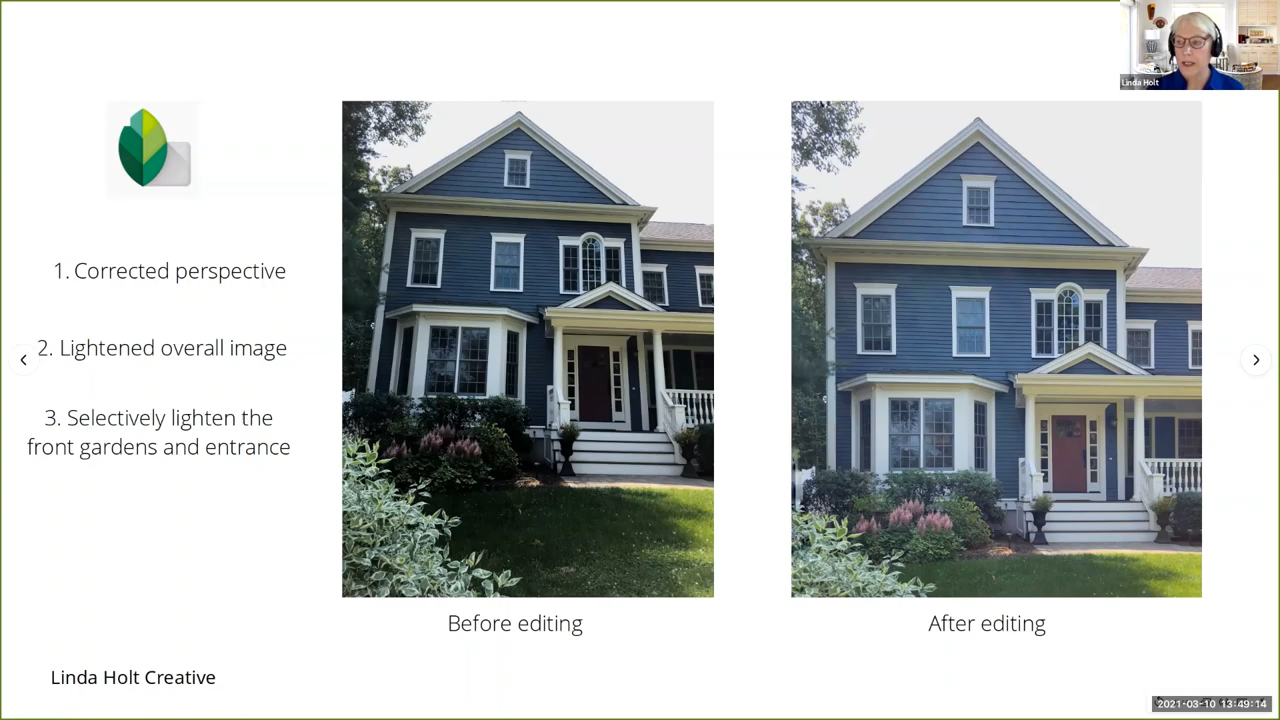 Linda Holt
1. Corrected perspective
2. Lightened overall image
3. Selectively lighten the
front gardens and entrance
Before editing
After editing
Linda Holt Creative
2021-03-10 13:49:14